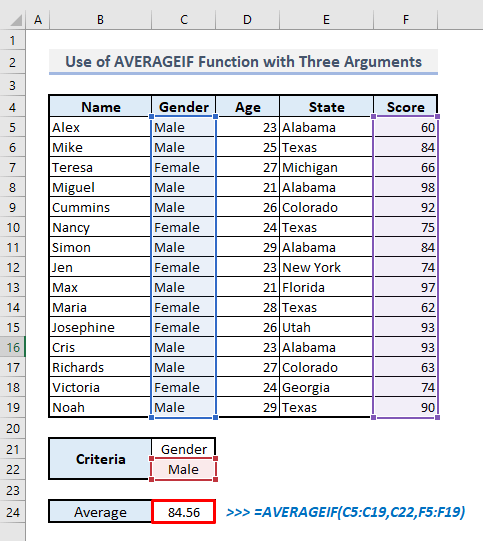 A B C D E F
1
2 Use of AVERAGEIF Function with Three Arguments
3
4 Name Gender Age State Score
5 Alex Male 23 Alabama 60
6 Mike Male 25 Texas 84
7 Teresa Female 27 Michigan 66
8 Miguel Male 21 Alabama 98
9 Cummins Male 26 Colorado 92
10 Nancy Female 24 Texas 75
11 Simon Male 29 Alabama 84
12 Jen Female 23 New York 74
13 Max Male 21 Florida 97
14 Maria Female 28 Texas 62
15 Josephine Female 26 Utah 93
16 Cris Male 23 Alabama 93
17 Richards Male 27 Colorado 63
18 Victoria Female 24 Georgia 74
19 Noah Male 29 Texas 90
20
21 Criteria Gender
22 Male
23
24 Average 84.56 >>> =AVERAGEIF(C5:C19,C22,F5:F19)